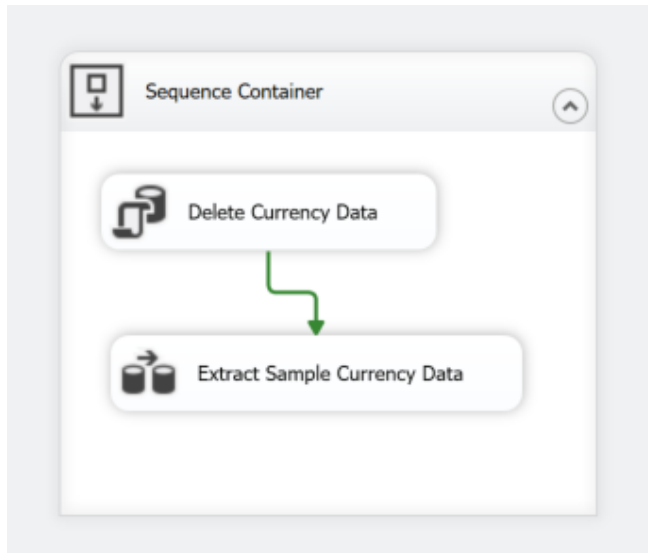 Sequence Container
Delete Currency Data
Extract Sample Currency Data